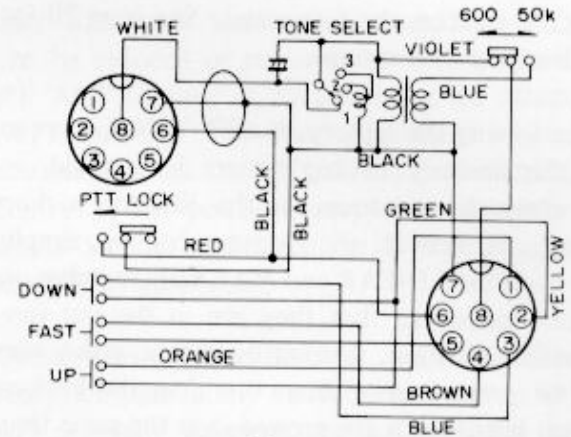 WHITE
TONE SELECT
600 50k
VIOLET
BLUE
3
2
1
1 7
2 8 6
3 4 5
BLACK
PTT LOCK
BLACK
BLACK
GREEN
RED
YELLOW
7 1
6 8 2
5 4 3
DOWN
FAST
ORANGE
UP
BROWN
BLUE